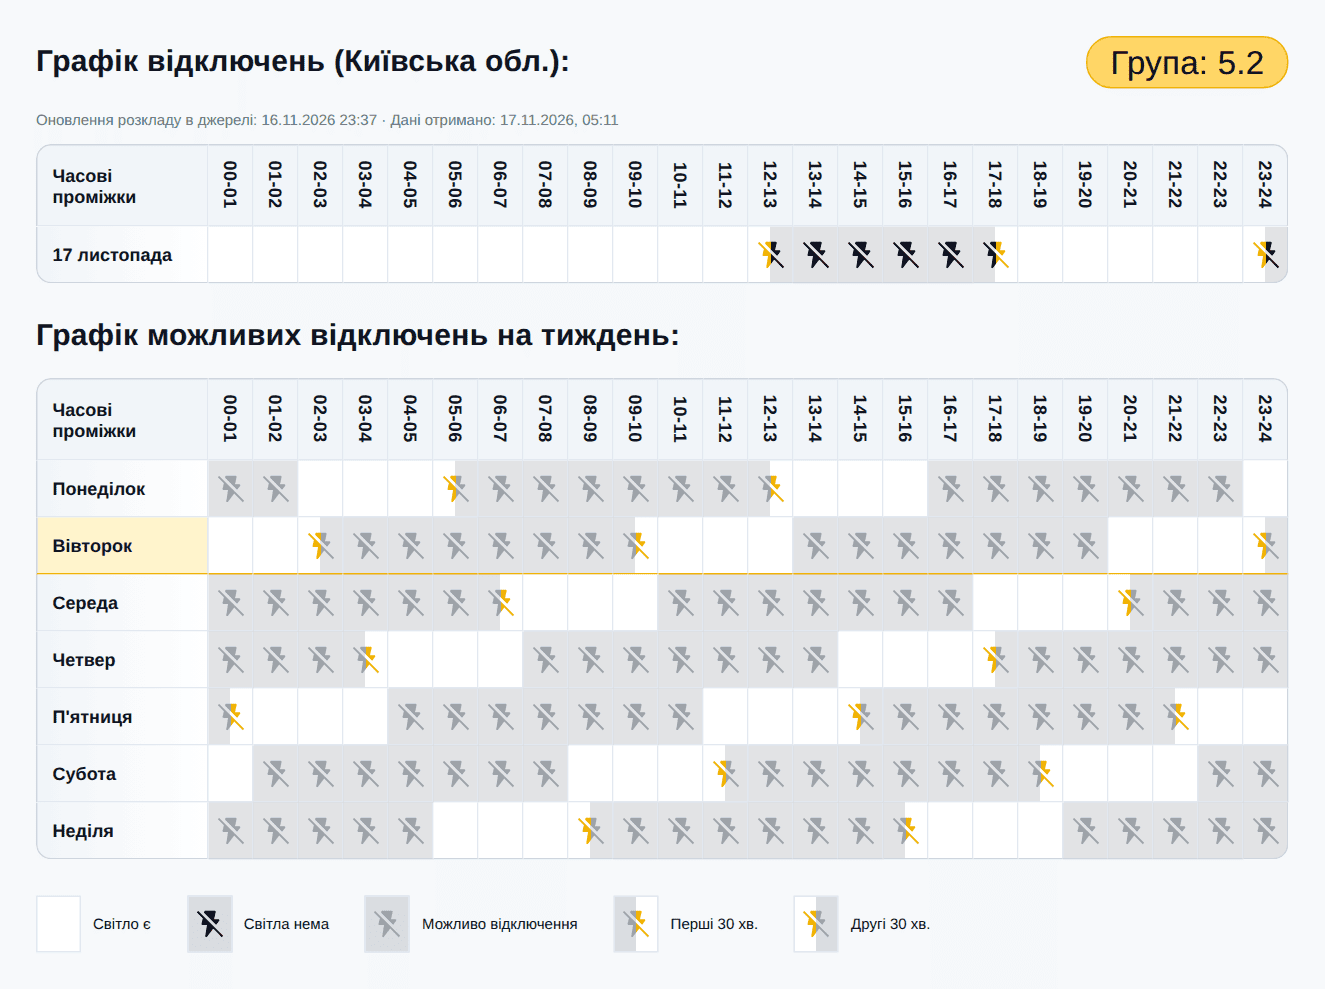 Графік відключень (Київська обл.):
Група: 5.2
Оновлення розкладу в джерелі: 16.11.2026 23:37 · Дані отримано: 17.11.2026, 05:11
Часові проміжки 00-01 01-02 02-03 03-04 04-05 05-06 06-07 07-08 08-09 09-10 10-11 11-12 12-13 13-14 14-15 15-16 16-17 17-18 18-19 19-20 20-21 21-22 22-23 23-24
17 листопада
Графік можливих відключень на тиждень:
Часові проміжки 00-01 01-02 02-03 03-04 04-05 05-06 06-07 07-08 08-09 09-10 10-11 11-12 12-13 13-14 14-15 15-16 16-17 17-18 18-19 19-20 20-21 21-22 22-23 23-24
Понеділок
Вівторок
Середа
Четвер
П'ятниця
Субота
Неділя
Світло є Світла нема Можливо відключення Перші 30 хв. Другі 30 хв.